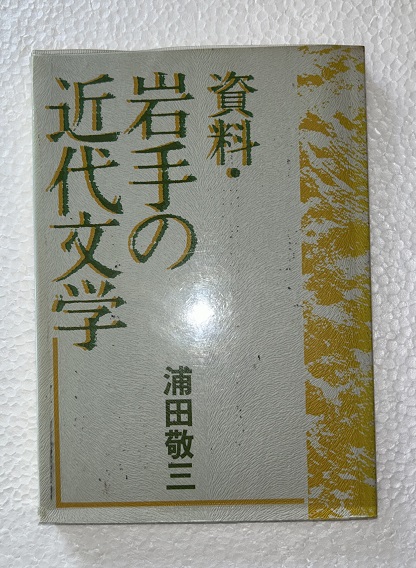 資料・
岩手の
近代文学
浦田敬三